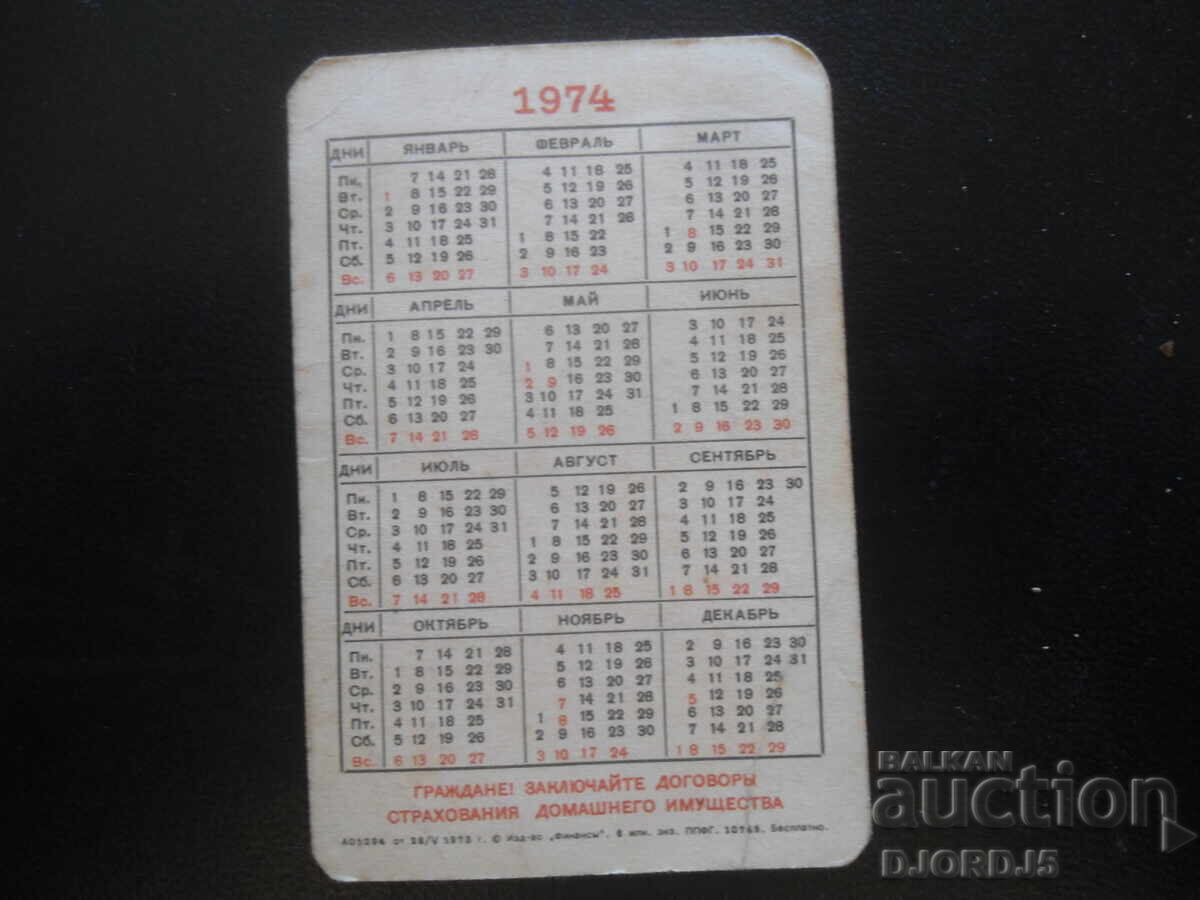 1974
ДНИ ЯНВАРЬ ФЕВРАЛЬ МАРТ
Пн. 7 14 21 28 4 11 18 25 4 11 18 25
Вт. 1 8 15 22 29 5 12 19 26 5 12 19 26
Ср. 2 9 16 23 30 6 13 20 27 6 13 20 27
Чт. 3 10 17 24 31 7 14 21 28 7 14 21 28
Пт. 4 11 18 25 1 8 15 22 1 8 15 22 29
Сб. 5 12 19 26 2 9 16 23 2 9 16 23 30
Вс. 6 13 20 27 3 10 17 24 3 10 17 24 31
ДНИ АПРЕЛЬ МАЙ ИЮНЬ
Пн. 1 8 15 22 29 6 13 20 27 3 10 17 24
Вт. 2 9 16 23 30 7 14 21 28 4 11 18 25
Ср. 3 10 17 24 1 8 15 22 29 5 12 19 26
Чт. 4 11 18 25 2 9 16 23 30 6 13 20 27
Пт. 5 12 19 26 3 10 17 24 31 7 14 21 28
Сб. 6 13 20 27 4 11 18 25 1 8 15 22 29
Вс. 7 14 21 28 5 12 19 26 2 9 16 23 30
ДНИ ИЮЛЬ АВГУСТ СЕНТЯБРЬ
Пн. 1 8 15 22 29 5 12 19 26 2 9 16 23 30
Вт. 2 9 16 23 30 6 13 20 27 3 10 17 24
Ср. 3 10 17 24 31 7 14 21 28 4 11 18 25
Чт. 4 11 18 25 1 8 15 22 29 5 12 19 26
Пт. 5 12 19 26 2 9 16 23 30 6 13 20 27
Сб. 6 13 20 27 3 10 17 24 31 7 14 21 28
Вс. 7 14 21 28 4 11 18 25 1 8 15 22 29
ДНИ ОКТЯБРЬ НОЯБРЬ ДЕКАБРЬ
Пн. 7 14 21 28 4 11 18 25 2 9 16 23 30
Вт. 1 8 15 22 29 5 12 19 26 3 10 17 24 31
Ср. 2 9 16 23 30 6 13 20 27 4 11 18 25
Чт. 3 10 17 24 31 7 14 21 28 5 12 19 26
Пт. 4 11 18 25 1 8 15 22 29 6 13 20 27
Сб. 5 12 19 26 2 9 16 23 30 7 14 21 28
Вс. 6 13 20 27 3 10 17 24 1 8 15 22 29
ГРАЖДАНЕ! ЗАКЛЮЧАЙТЕ ДОГОВОРЫ
СТРАХОВАНИЯ ДОМАШНЕГО ИМУЩЕСТВА
А05294 от 28/V 1973 г. © Изд-во „Финансы". 6 млн. экз. ППФГ. 10765. Бесплатно.
BALKAN
auction
DJORDJ5